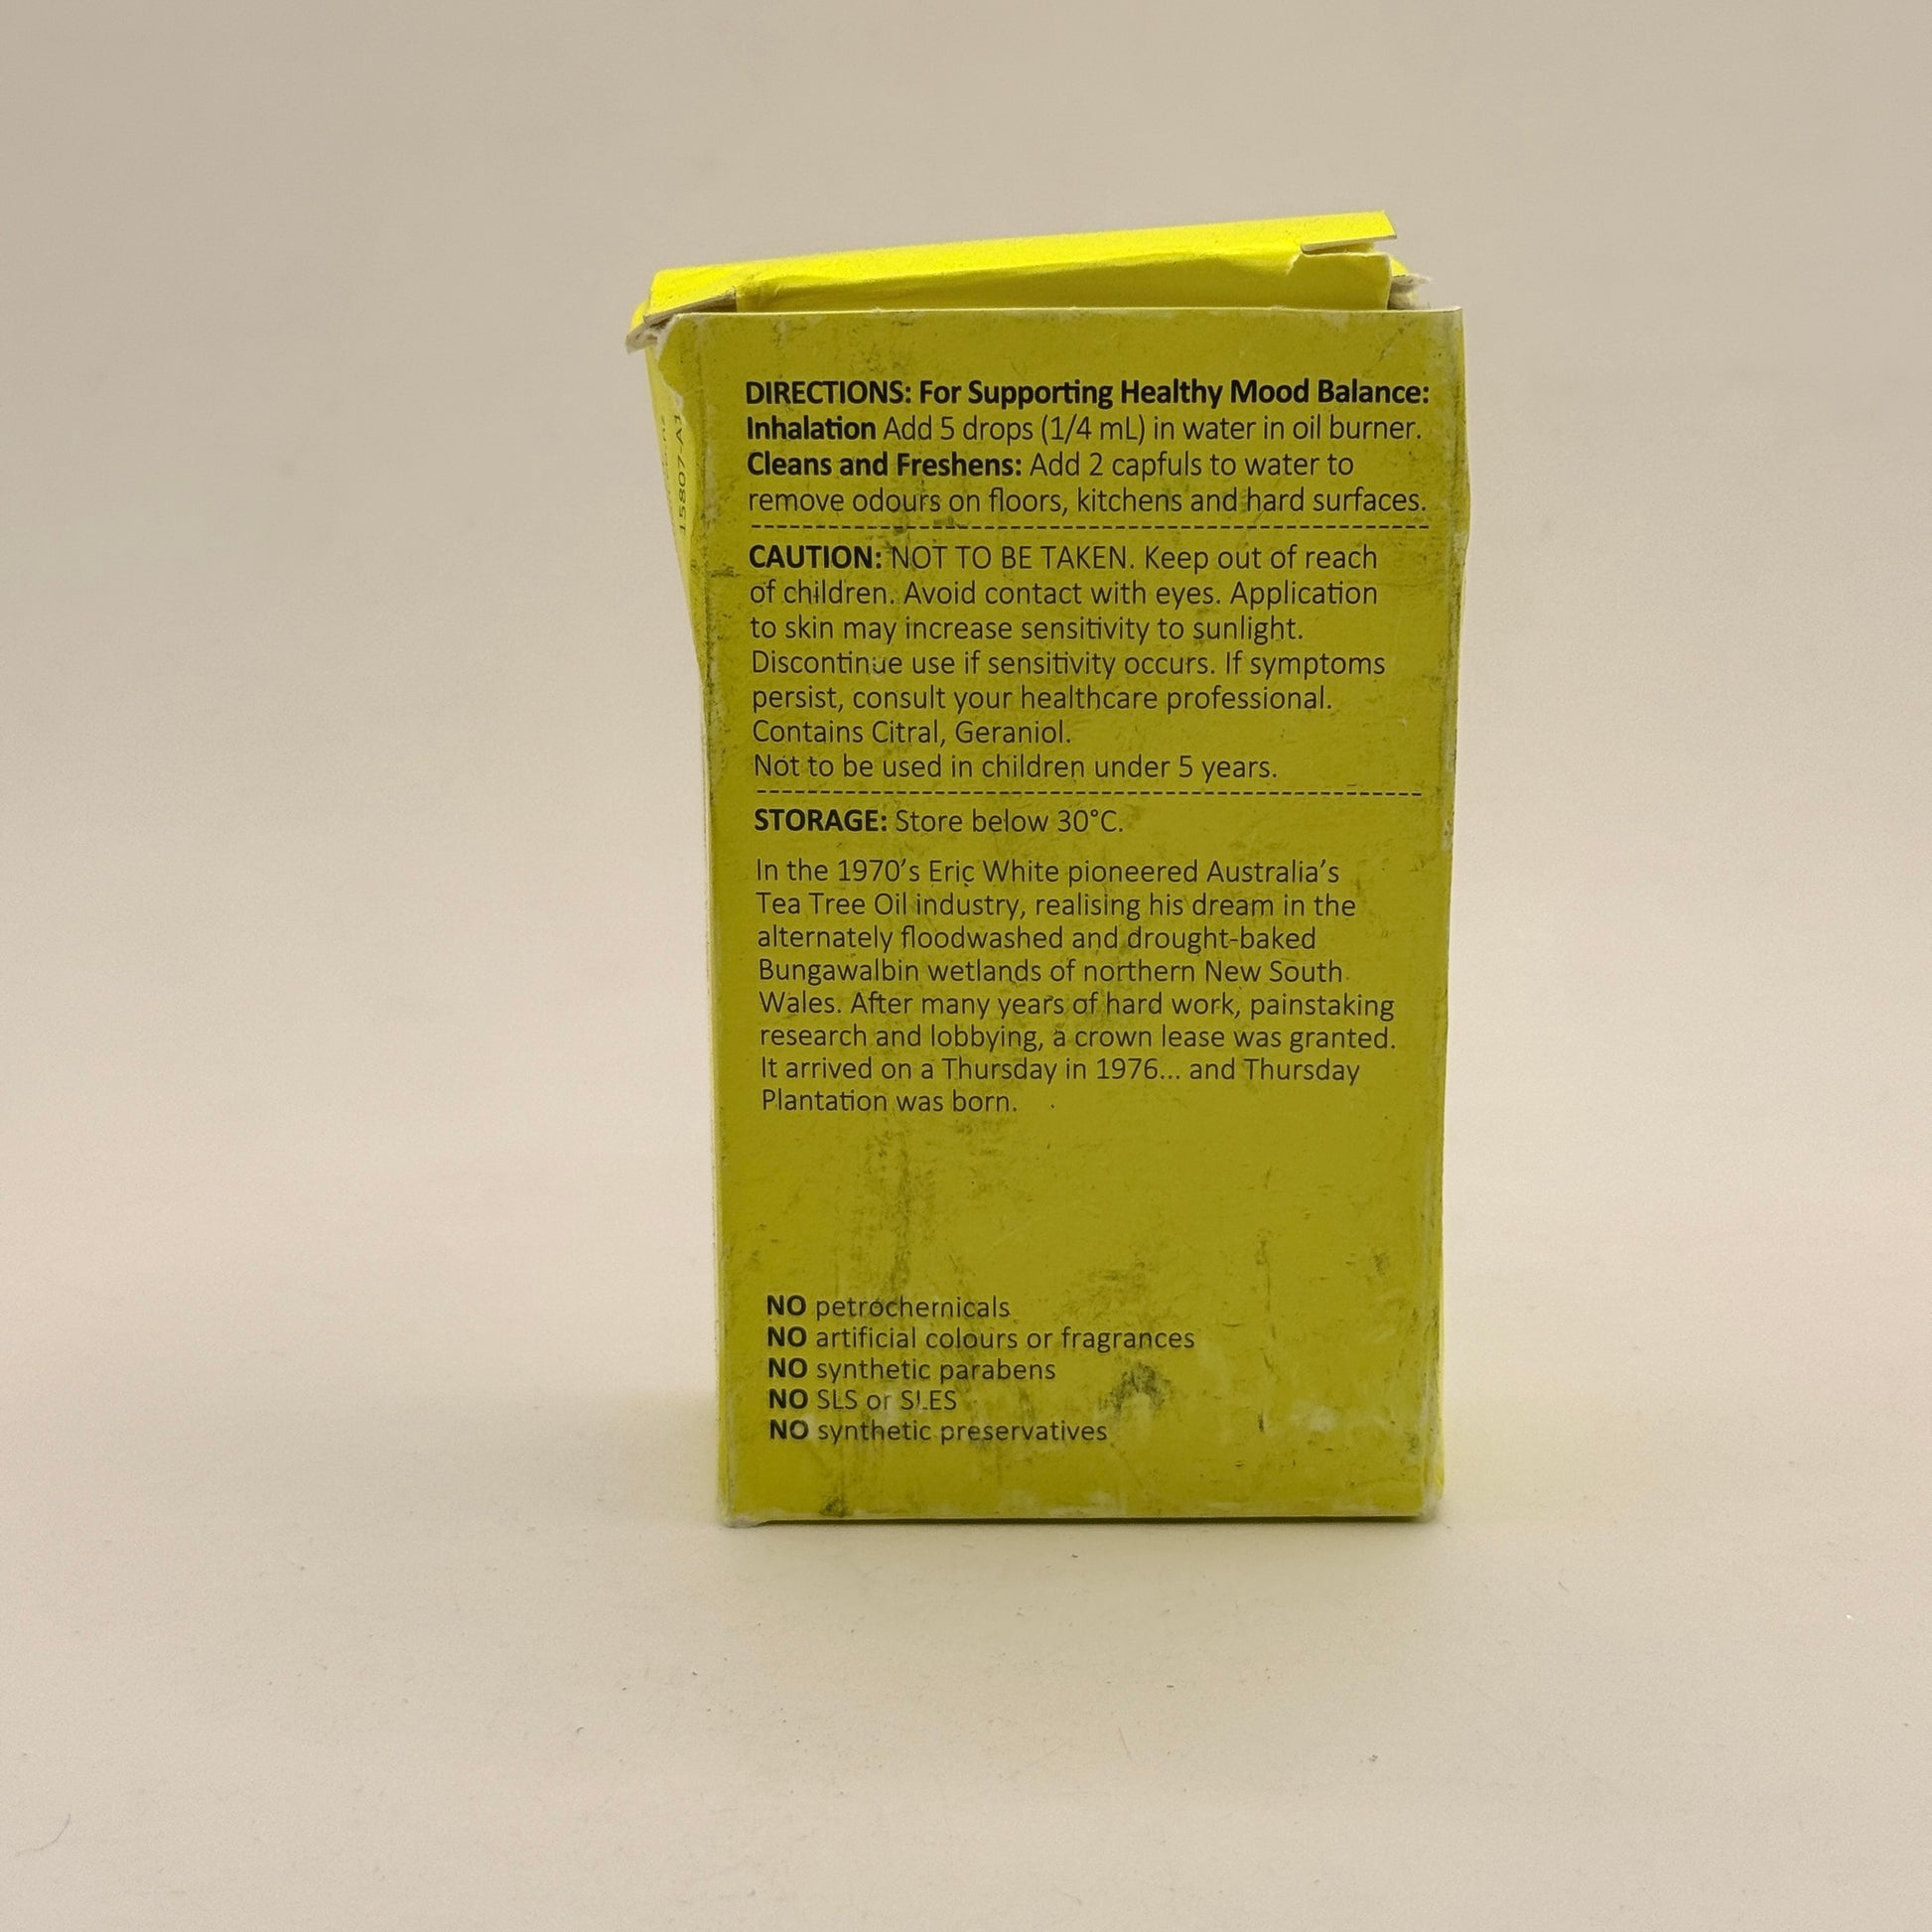 DIRECTIONS: For Supporting Healthy Mood Balance:
Inhalation Add 5 drops (1/4 mL) in water in oil burner.
Cleans and Freshens: Add 2 capfuls to water to
remove odours on floors, kitchens and hard surfaces.
CAUTION: NOT TO BE TAKEN. Keep out of reach
of children. Avoid contact with eyes. Application
to skin may increase sensitivity to sunlight.
Discontinue use if sensitivity occurs. If symptoms
persist, consult your healthcare professional.
Contains Citral, Geraniol.
Not to be used in children under 5 years.
STORAGE: Store below 30°C.
In the 1970's Eric White pioneered Australia's
Tea Tree Oil industry, realising his dream in the
alternately floodwashed and drought-baked
Bungawalbin wetlands of northern New South
Wales. After many years of hard work, painstaking
research and lobbying, a crown lease was granted.
It arrived on a Thursday in 1976... and Thursday
Plantation was born.
NO petrochemicals
NO artificial colours or fragrances
NO synthetic parabens
NO SLS or SLES
NO synthetic preservatives
15807-A1